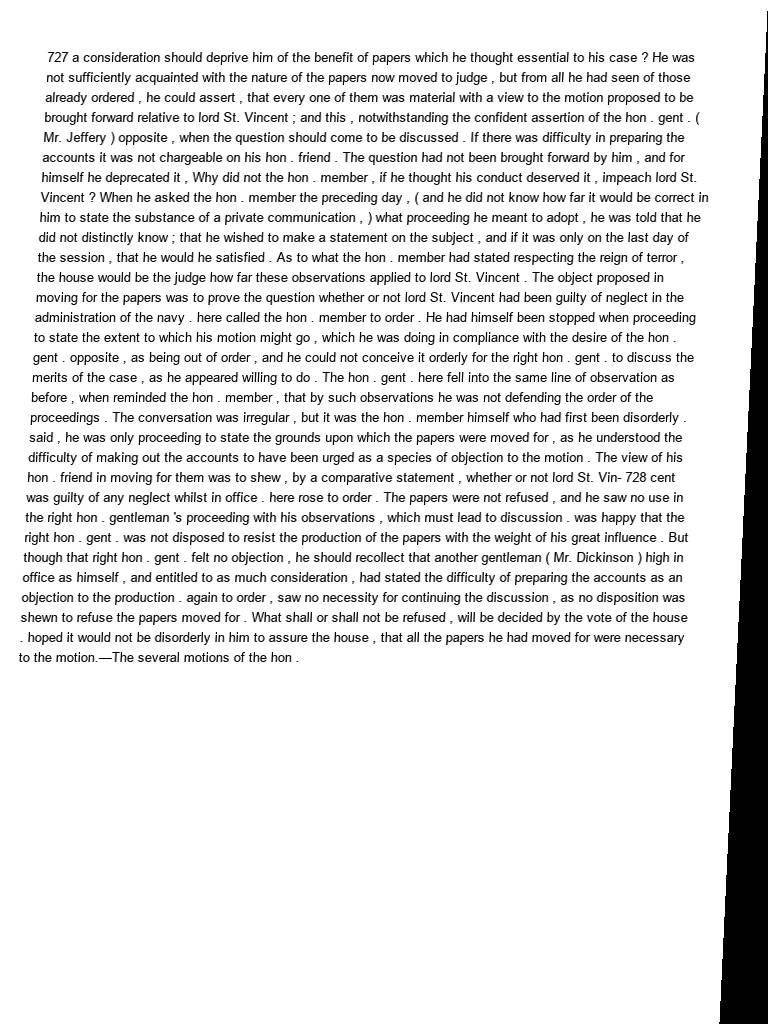 727 a consideration should deprive him of the benefit of papers which he thought essential to his case ? He was
not sufficiently acquainted with the nature of the papers now moved to judge , but from all he had seen of those
already ordered , he could assert , that every one of them was material with a view to the motion proposed to be
brought forward relative to lord St. Vincent ; and this , notwithstanding the confident assertion of the hon . gent . (
Mr. Jeffery ) opposite , when the question should come to be discussed . If there was difficulty in preparing the
accounts it was not chargeable on his hon . friend . The question had not been brought forward by him , and for
himself he deprecated it , Why did not the hon . member , if he thought his conduct deserved it , impeach lord St.
Vincent ? When he asked the hon . member the preceding day , ( and he did not know how far it would be correct in
him to state the substance of a private communication , ) what proceeding he meant to adopt , he was told that he
did not distinctly know ; that he wished to make a statement on the subject , and if it was only on the last day of
the session , that he would he satisfied . As to what the hon . member had stated respecting the reign of terror ,
the house would be the judge how far these observations applied to lord St. Vincent . The object proposed in
moving for the papers was to prove the question whether or not lord St. Vincent had been guilty of neglect in the
administration of the navy . here called the hon . member to order . He had himself been stopped when proceeding
to state the extent to which his motion might go , which he was doing in compliance with the desire of the hon .
gent . opposite , as being out of order , and he could not conceive it orderly for the right hon . gent . to discuss the
merits of the case , as he appeared willing to do . The hon . gent . here fell into the same line of observation as
before , when reminded the hon . member , that by such observations he was not defending the order of the
proceedings . The conversation was irregular , but it was the hon . member himself who had first been disorderly .
said , he was only proceeding to state the grounds upon which the papers were moved for , as he understood the
difficulty of making out the accounts to have been urged as a species of objection to the motion . The view of his
hon . friend in moving for them was to shew , by a comparative statement , whether or not lord St. Vin- 728 cent
was guilty of any neglect whilst in office . here rose to order . The papers were not refused , and he saw no use in
the right hon . gentleman 's proceeding with his observations , which must lead to discussion . was happy that the
right hon . gent . was not disposed to resist the production of the papers with the weight of his great influence . But
though that right hon . gent . felt no objection , he should recollect that another gentleman ( Mr. Dickinson ) high in
office as himself , and entitled to as much consideration , had stated the difficulty of preparing the accounts as an
objection to the production . again to order , saw no necessity for continuing the discussion , as no disposition was
shewn to refuse the papers moved for . What shall or shall not be refused , will be decided by the vote of the house
. hoped it would not be disorderly in him to assure the house , that all the papers he had moved for were necessary
to the motion.—The several motions of the hon .